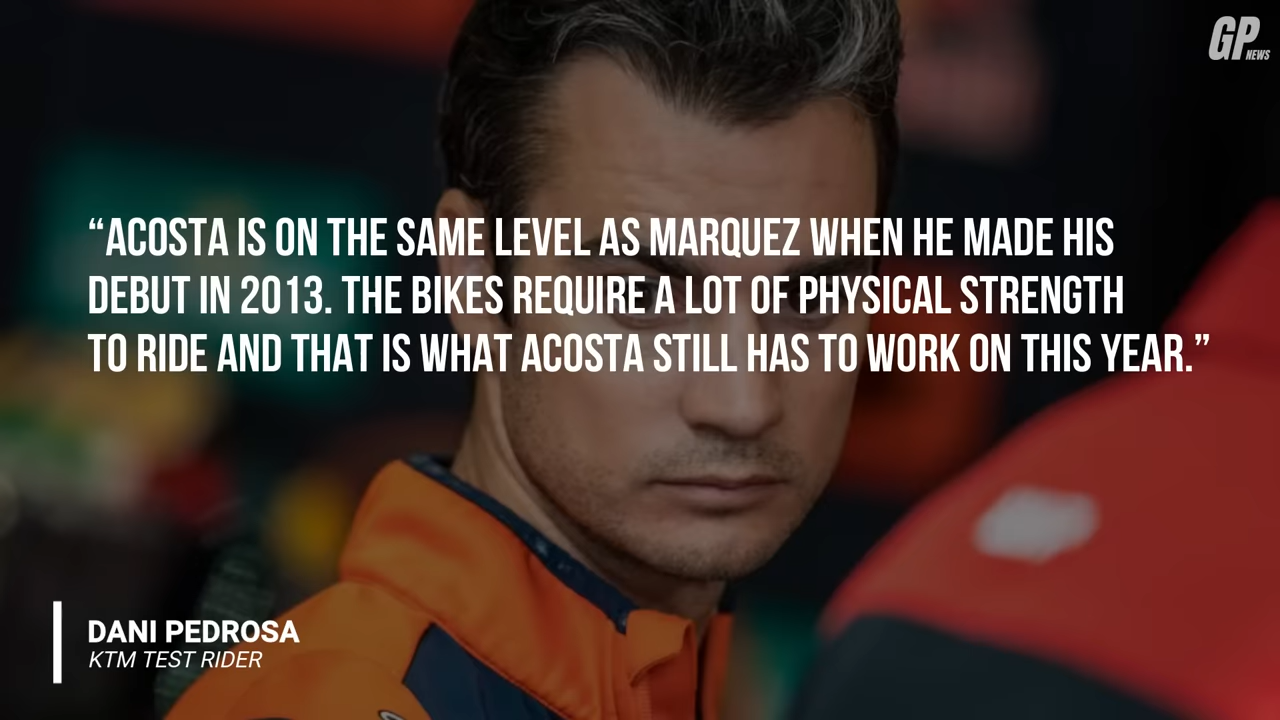 GP NEWS
“ACOSTA IS ON THE SAME LEVEL AS MARQUEZ WHEN HE MADE HIS
DEBUT IN 2013. THE BIKES REQUIRE A LOT OF PHYSICAL STRENGTH
TO RIDE AND THAT IS WHAT ACOSTA STILL HAS TO WORK ON THIS YEAR.”
DANI PEDROSA
KTM TEST RIDER